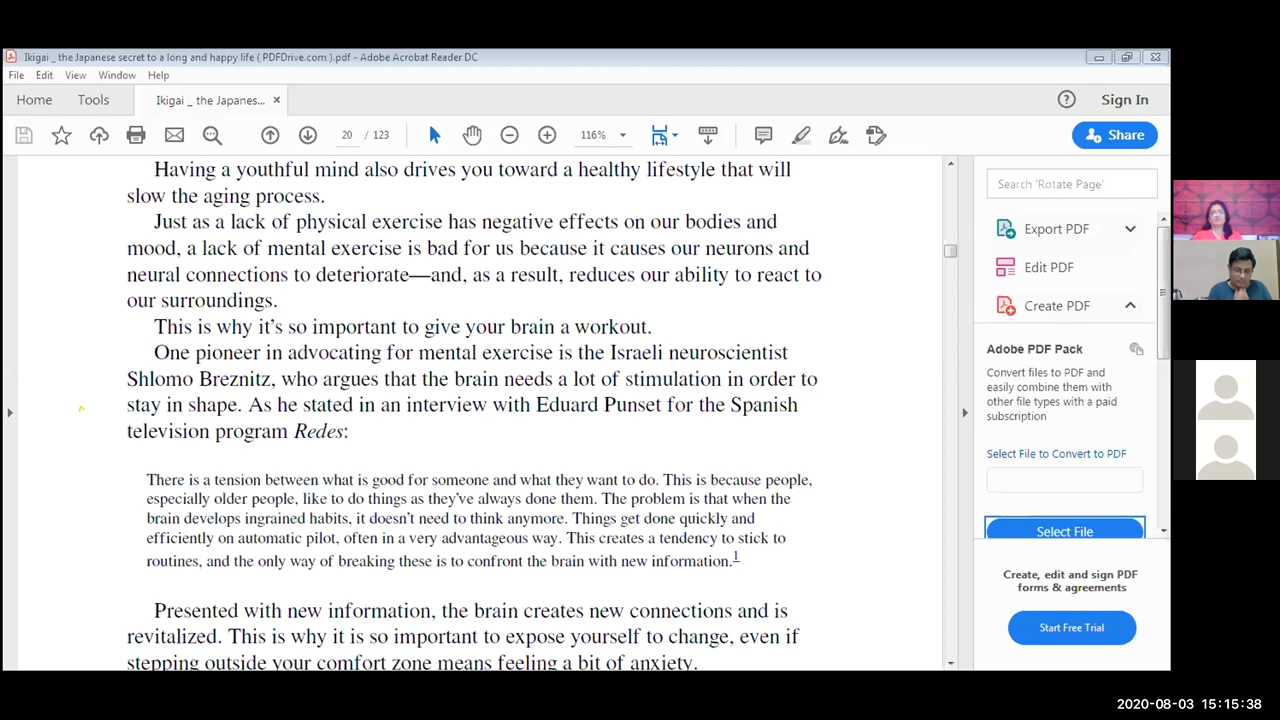 Ikigai _ the Japanese secret to a long and happy life ( PDFDrive.com ).pdf - Adobe Acrobat Reader DC
File Edit View Window Help
Home Tools Ikigai _ the Japanes... × Sign In
20 / 123 116% Share
Having a youthful mind also drives you toward a healthy lifestyle that will
slow the aging process.
Just as a lack of physical exercise has negative effects on our bodies and
mood, a lack of mental exercise is bad for us because it causes our neurons and
neural connections to deteriorate—and, as a result, reduces our ability to react to
our surroundings.
This is why it's so important to give your brain a workout.
One pioneer in advocating for mental exercise is the Israeli neuroscientist
Shlomo Breznitz, who argues that the brain needs a lot of stimulation in order to
stay in shape. As he stated in an interview with Eduard Punset for the Spanish
television program Redes:
There is a tension between what is good for someone and what they want to do. This is because people,
especially older people, like to do things as they've always done them. The problem is that when the
brain develops ingrained habits, it doesn't need to think anymore. Things get done quickly and
efficiently on automatic pilot, often in a very advantageous way. This creates a tendency to stick to
routines, and the only way of breaking these is to confront the brain with new information.1
Presented with new information, the brain creates new connections and is
revitalized. This is why it is so important to expose yourself to change, even if
stepping outside your comfort zone means feeling a bit of anxiety.
Search 'Rotate Page'
Export PDF
Edit PDF
Create PDF
Adobe PDF Pack
Convert files to PDF and
easily combine them with
other file types with a paid
subscription
Select File to Convert to PDF
Select File
Create, edit and sign PDF
forms & agreements
Start Free Trial
2020-08-03 15:15:38